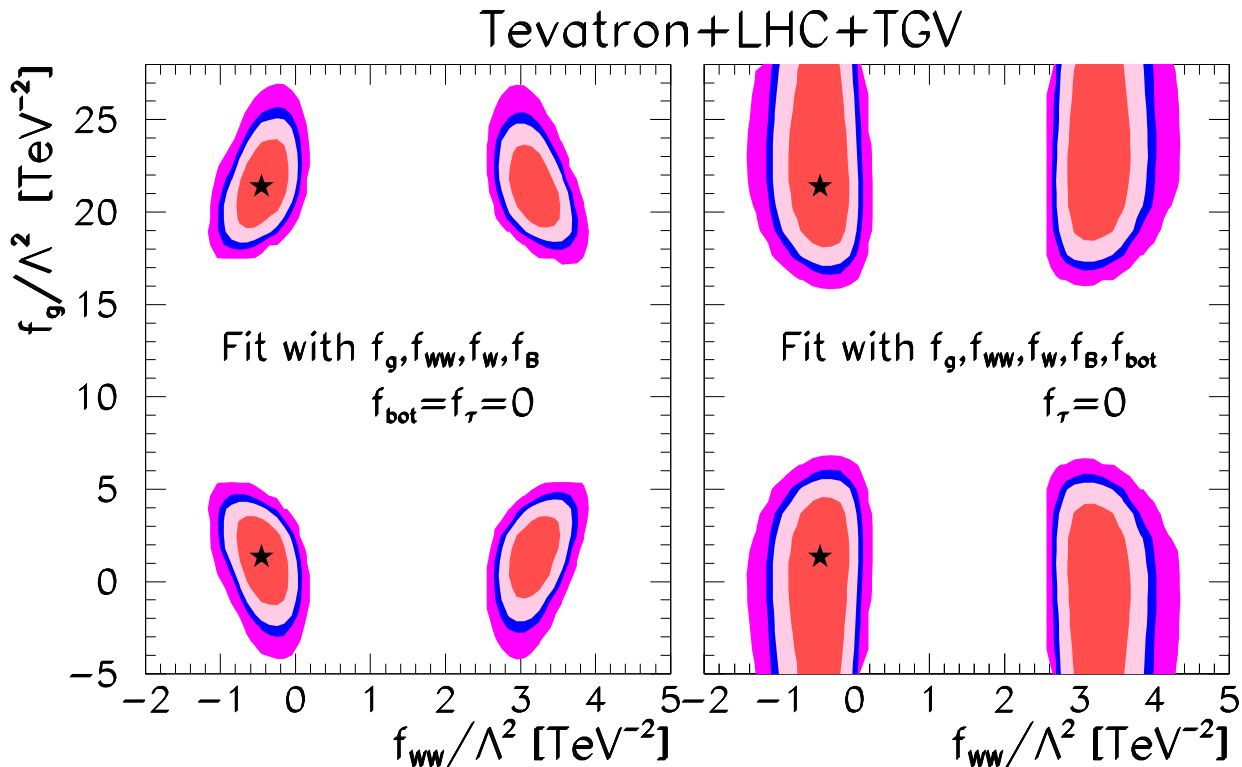 Tevatron+LHC+TGV
f_g/Λ² [TeV⁻²]
25
20
15
10
5
0
−5
Fit with f_g,f_WW,f_W,f_B
f_bot=f_τ=0
Fit with f_g,f_WW,f_W,f_B,f_bot
f_τ=0
−2 −1 0 1 2 3 4 5
−2 −1 0 1 2 3 4 5
f_WW/Λ² [TeV⁻²]
f_WW/Λ² [TeV⁻²]